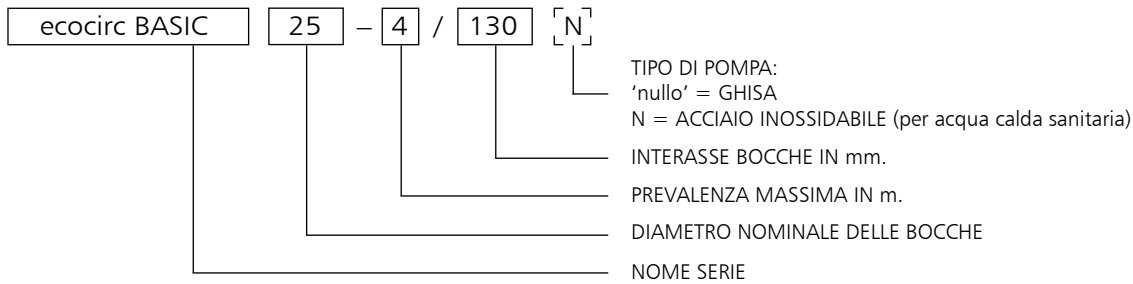 ecocirc BASIC 25 – 4 / 130 N
TIPO DI POMPA:
‘nullo’ = GHISA
N = ACCIAIO INOSSIDABILE (per acqua calda sanitaria)
INTERASSE BOCCHE IN mm.
PREVALENZA MASSIMA IN m.
DIAMETRO NOMINALE DELLE BOCCHE
NOME SERIE